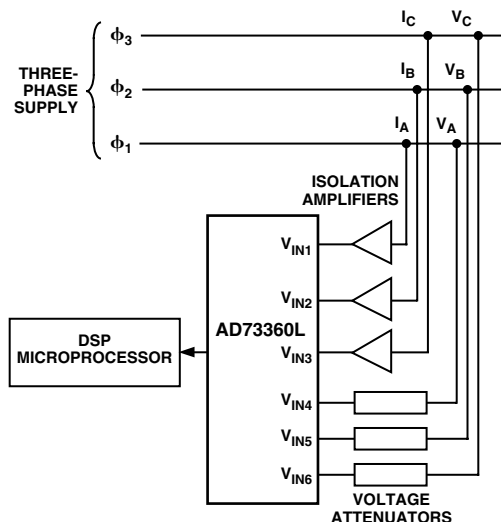 I_C V_C
ϕ3
I_B V_B
THREE-
PHASE
SUPPLY
ϕ2
I_A V_A
ϕ1
ISOLATION
AMPLIFIERS
V_IN1
V_IN2
AD73360L
V_IN3
DSP
MICROPROCESSOR
V_IN4
V_IN5
V_IN6
VOLTAGE
ATTENUATORS